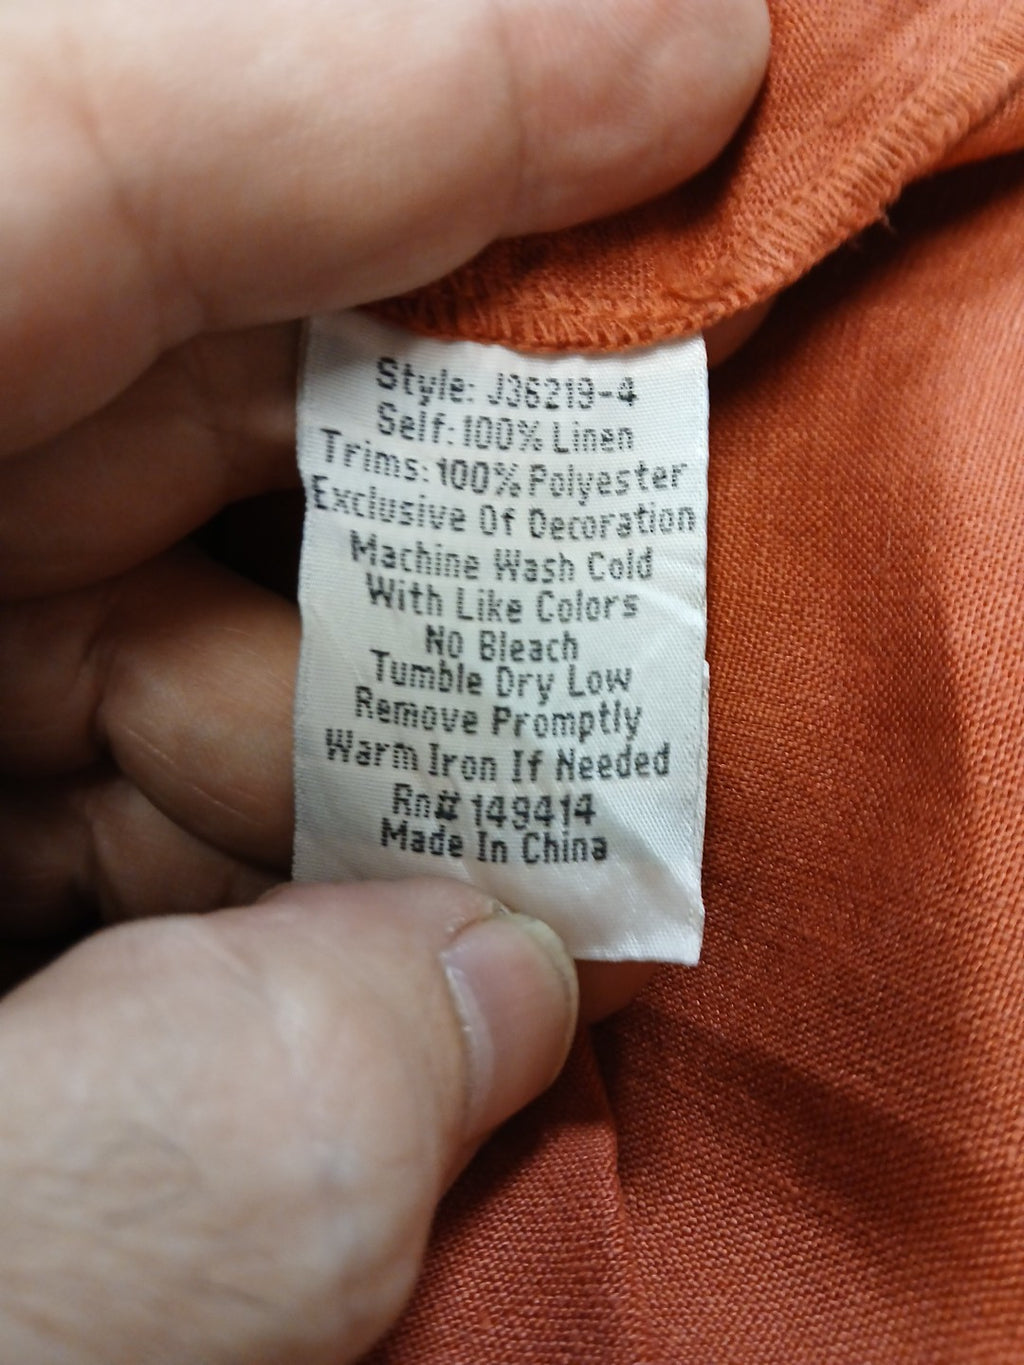 Style: J36219-4
Self: 100% Linen
Trims: 100% Polyester
Exclusive Of Decoration
Machine Wash Cold
With Like Colors
No Bleach
Tumble Dry Low
Remove Promptly
Warm Iron If Needed
Rn# 149414
Made In China